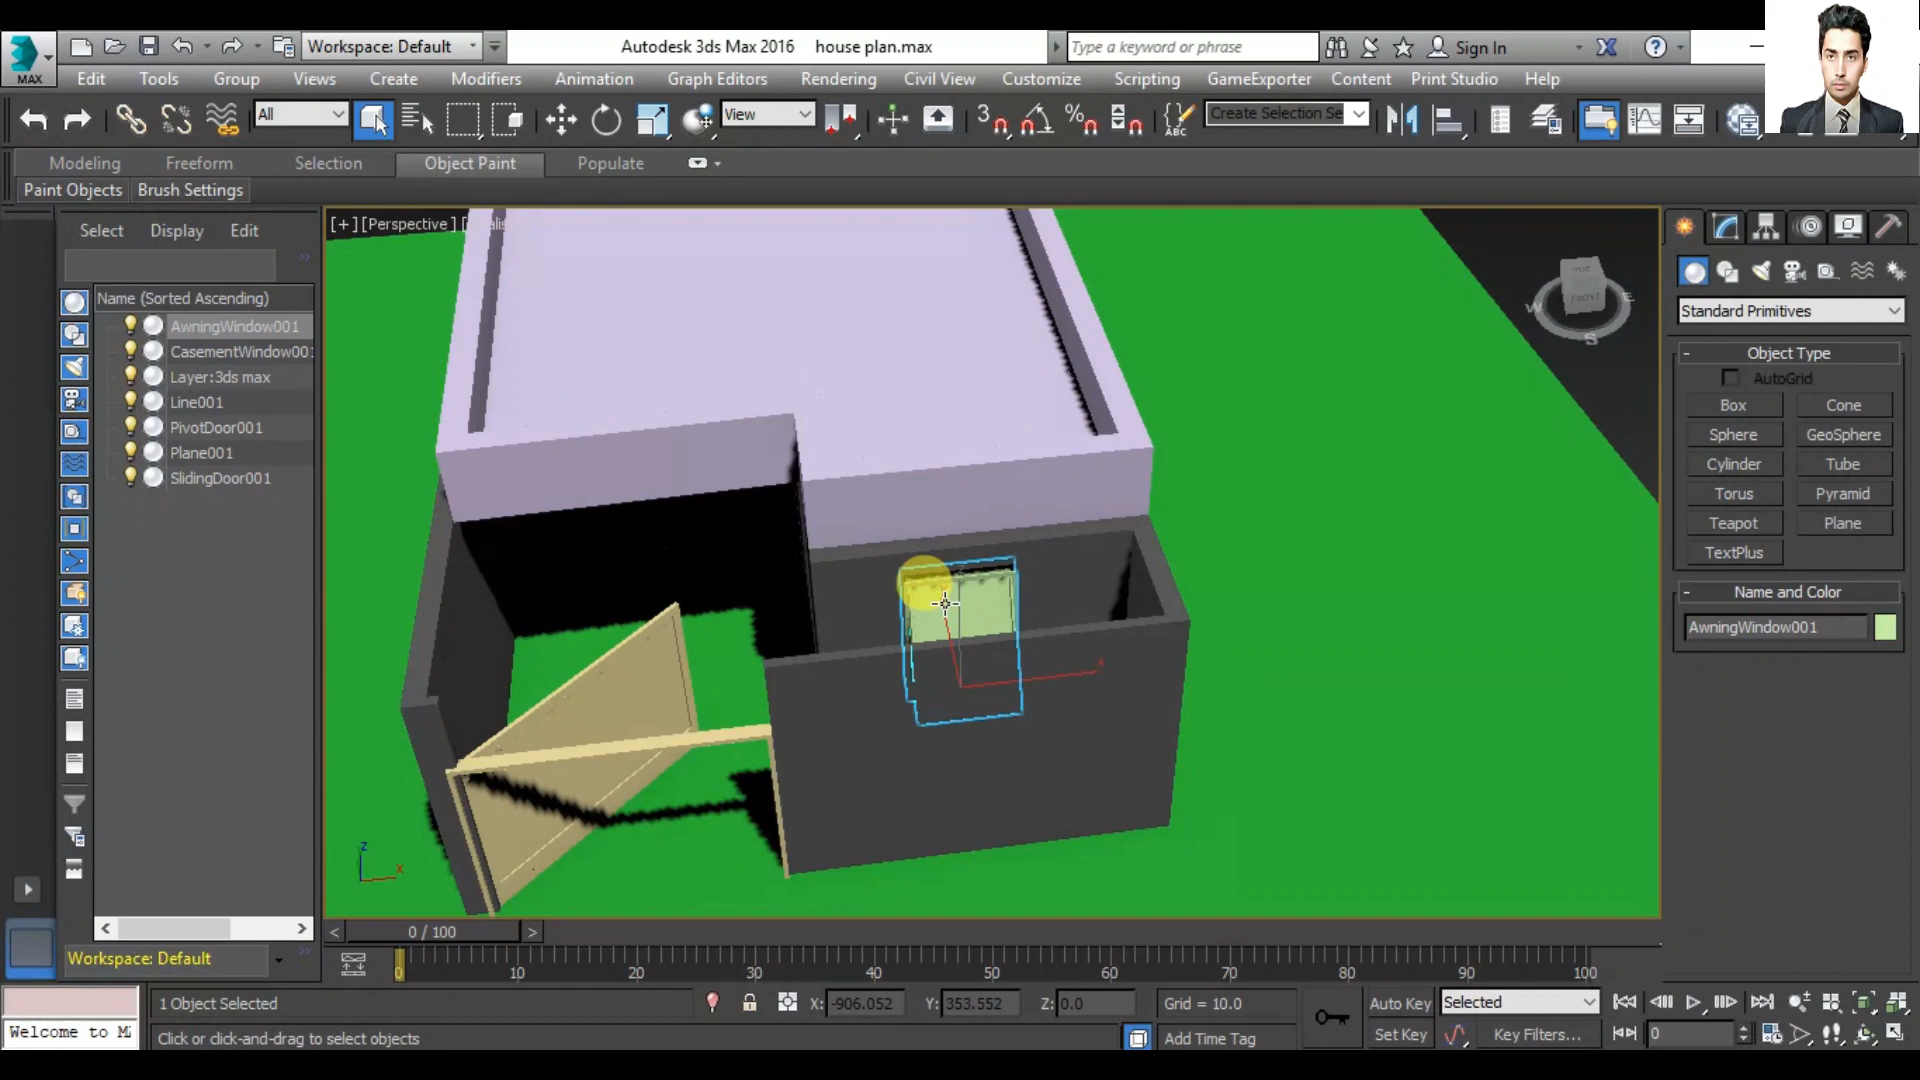 Workspace: Default
Autodesk 3ds Max 2016 house plan.max
Type a keyword or phrase
Sign In
MAX
Edit Tools Group Views Create Modifiers Animation Graph Editors Rendering Civil View Customize Scripting GameExporter Content Print Studio Help
All
View
3
%
ABC
Create Selection Se
Modeling Freeform Selection Object Paint Populate
Paint Objects Brush Settings
Select Display Edit
Name (Sorted Ascending)
AwningWindow001
CasementWindow001
Layer:3ds max
Line001
PivotDoor001
Plane001
SlidingDoor001
[+][Perspective][
TOP
FRONT
W
E
S
z
x
x
Standard Primitives
- Object Type
AutoGrid
Box Cone
Sphere GeoSphere
Cylinder Tube
Torus Pyramid
Teapot Plane
TextPlus
- Name and Color
AwningWindow001
< 0 / 100 >
Workspace: Default
0 10 20 30 40 50 60 70 80 90 100
1 Object Selected
X: -906.052 Y: 353.552 Z: 0.0 Grid = 10.0
Auto Key Selected
Welcome to M
Click or click-and-drag to select objects
Add Time Tag
Set Key Key Filters... 0